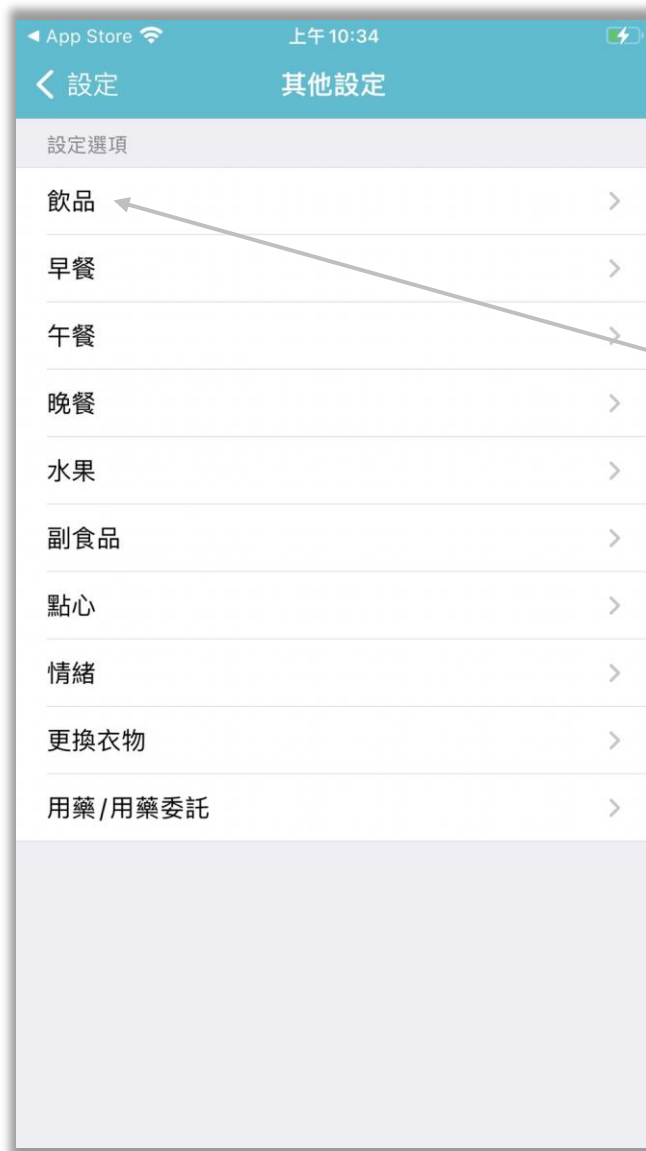 App Store
上午10:34
設定
其他設定
設定選項
飲品
早餐
午餐
晚餐
水果
副食品
點心
情緒
更換衣物
用藥/用藥委託